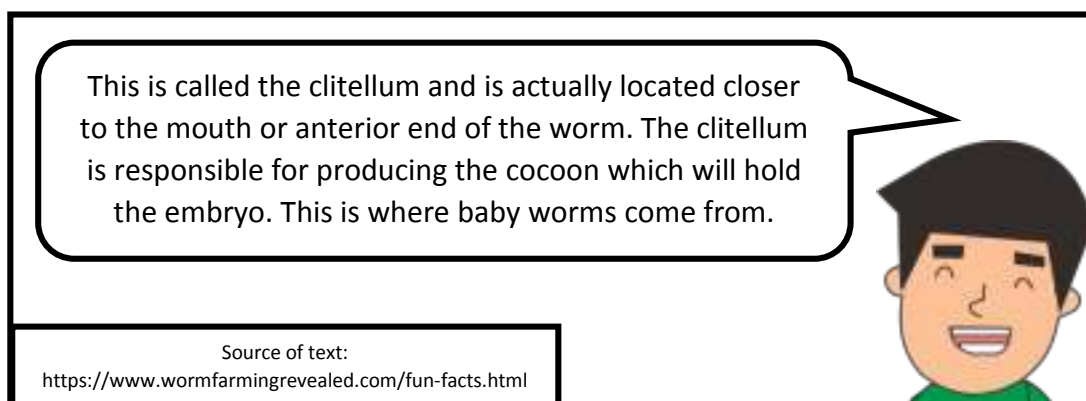 This is called the clitellum and is actually located closer
to the mouth or anterior end of the worm. The clitellum
is responsible for producing the cocoon which will hold
the embryo. This is where baby worms come from.
Source of text:
https://www.wormfarmingrevealed.com/fun-facts.html